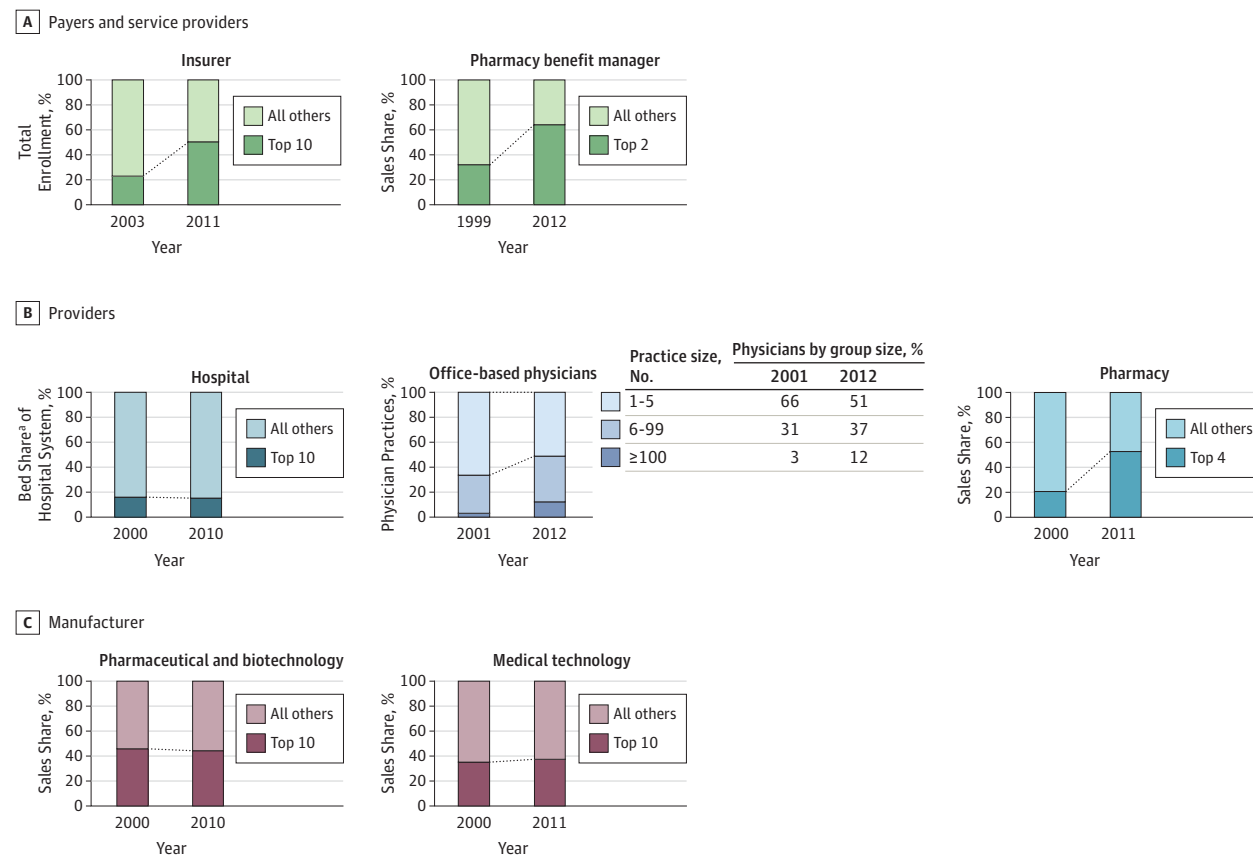 A Payers and service providers
Insurer
Total
Enrollment, %
100
80
60
40
20
0
2003 2011
Year
All others
Top 10
Pharmacy benefit manager
Sales Share, %
100
80
60
40
20
0
1999 2012
Year
All others
Top 2
B Providers
Hospital
Bed Shareª of
Hospital System, %
100
80
60
40
20
0
2000 2010
Year
All others
Top 10
Office-based physicians
Physician Practices, %
100
80
60
40
20
0
2001 2012
Year
Practice size, Physicians by group size, %
No. 2001 2012
1-5 66 51
6-99 31 37
≥100 3 12
Pharmacy
Sales Share, %
100
80
60
40
20
0
2000 2011
Year
All others
Top 4
C Manufacturer
Pharmaceutical and biotechnology
Sales Share, %
100
80
60
40
20
0
2000 2010
Year
All others
Top 10
Medical technology
Sales Share, %
100
80
60
40
20
0
2000 2011
Year
All others
Top 10